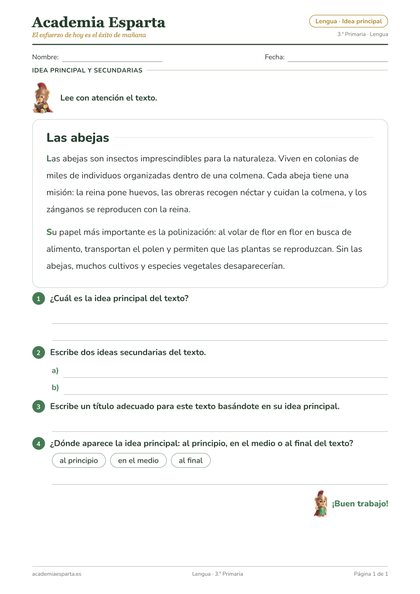 Academia Esparta
El esfuerzo de hoy es el éxito de mañana
Lengua · Idea principal
3.º Primaria · Lengua
Nombre:
Fecha:
IDEA PRINCIPAL Y SECUNDARIAS
Lee con atención el texto.
Las abejas
Las abejas son insectos imprescindibles para la naturaleza. Viven en colonias de
miles de individuos organizadas dentro de una colmena. Cada abeja tiene una
misión: la reina pone huevos, las obreras recogen néctar y cuidan la colmena, y los
zánganos se reproducen con la reina.
Su papel más importante es la polinización: al volar de flor en flor en busca de
alimento, transportan el polen y permiten que las plantas se reproduzcan. Sin las
abejas, muchos cultivos y especies vegetales desaparecerían.
1 ¿Cuál es la idea principal del texto?
2 Escribe dos ideas secundarias del texto.
a)
b)
3 Escribe un título adecuado para este texto basándote en su idea principal.
4 ¿Dónde aparece la idea principal: al principio, en el medio o al final del texto?
al principio en el medio al final
¡Buen trabajo!
academiaesparta.es
Lengua · 3.º Primaria
Página 1 de 1